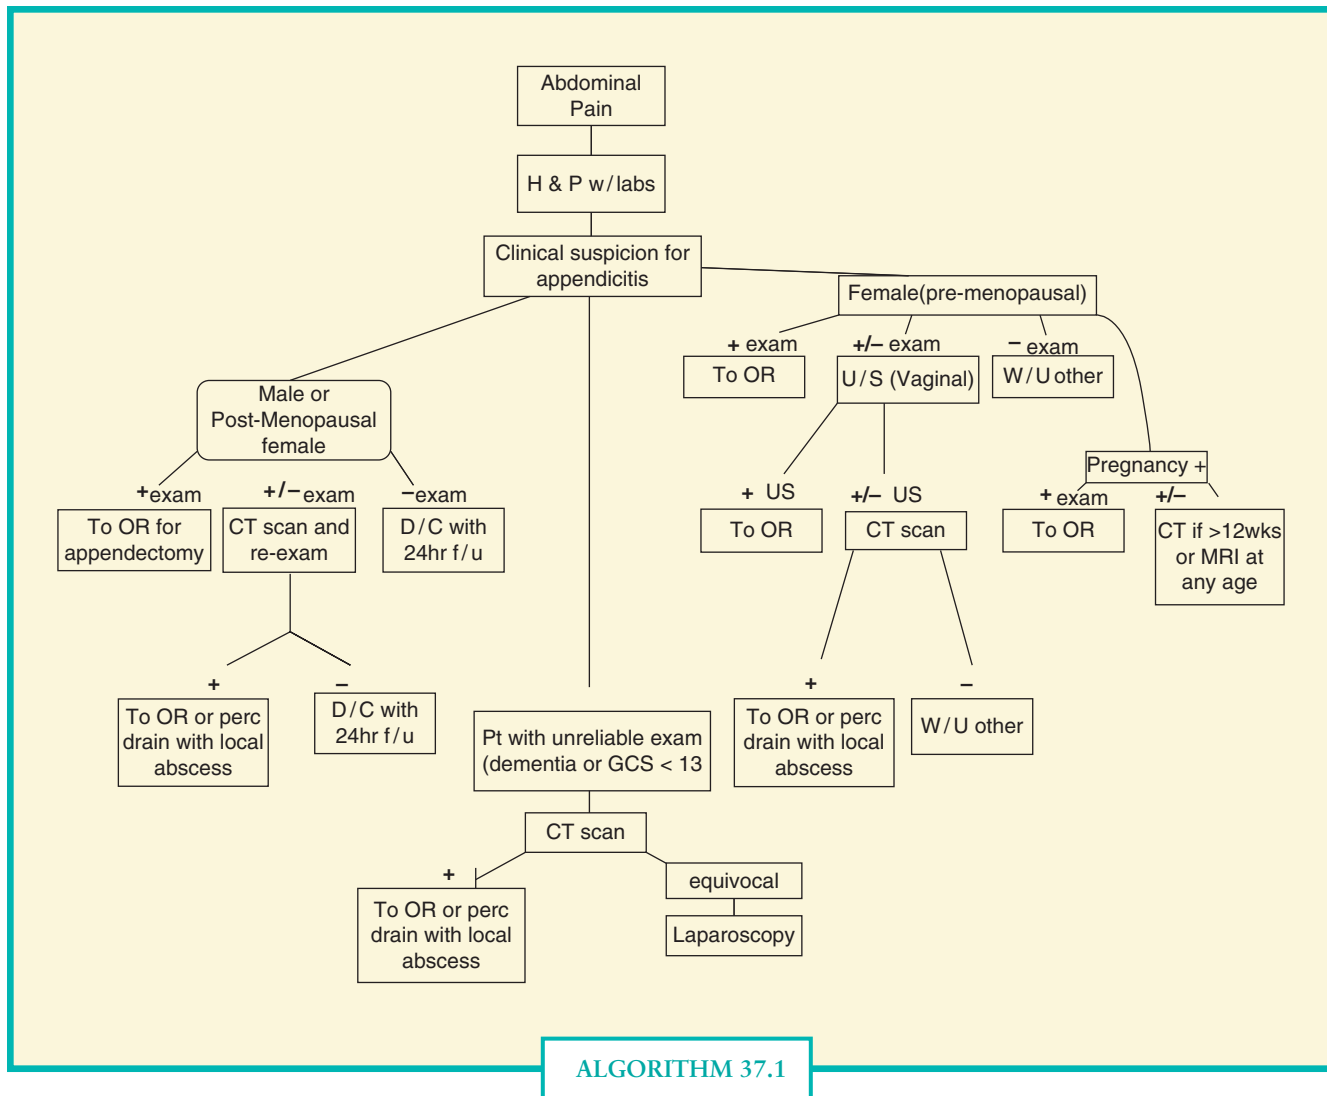 Abdominal
Pain
H & P w/labs
Clinical suspicion for
appendicitis
Female(pre-menopausal)
+ exam
+/– exam
– exam
To OR
U/S (Vaginal)
W/U other
Male or
Post-Menopausal
female
+exam
+/–exam
–exam
To OR for
appendectomy
CT scan and
re-exam
D/C with
24hr f/u
+ US
+/– US
To OR
CT scan
Pregnancy +
+ exam
+/–
To OR
CT if >12wks
or MRI at
any age
+
–
To OR or perc
drain with local
abscess
D/C with
24hr f/u
+
–
To OR or perc
drain with local
abscess
W/U other
Pt with unreliable exam
(dementia or GCS < 13
CT scan
+
To OR or perc
drain with local
abscess
equivocal
Laparoscopy
ALGORITHM 37.1